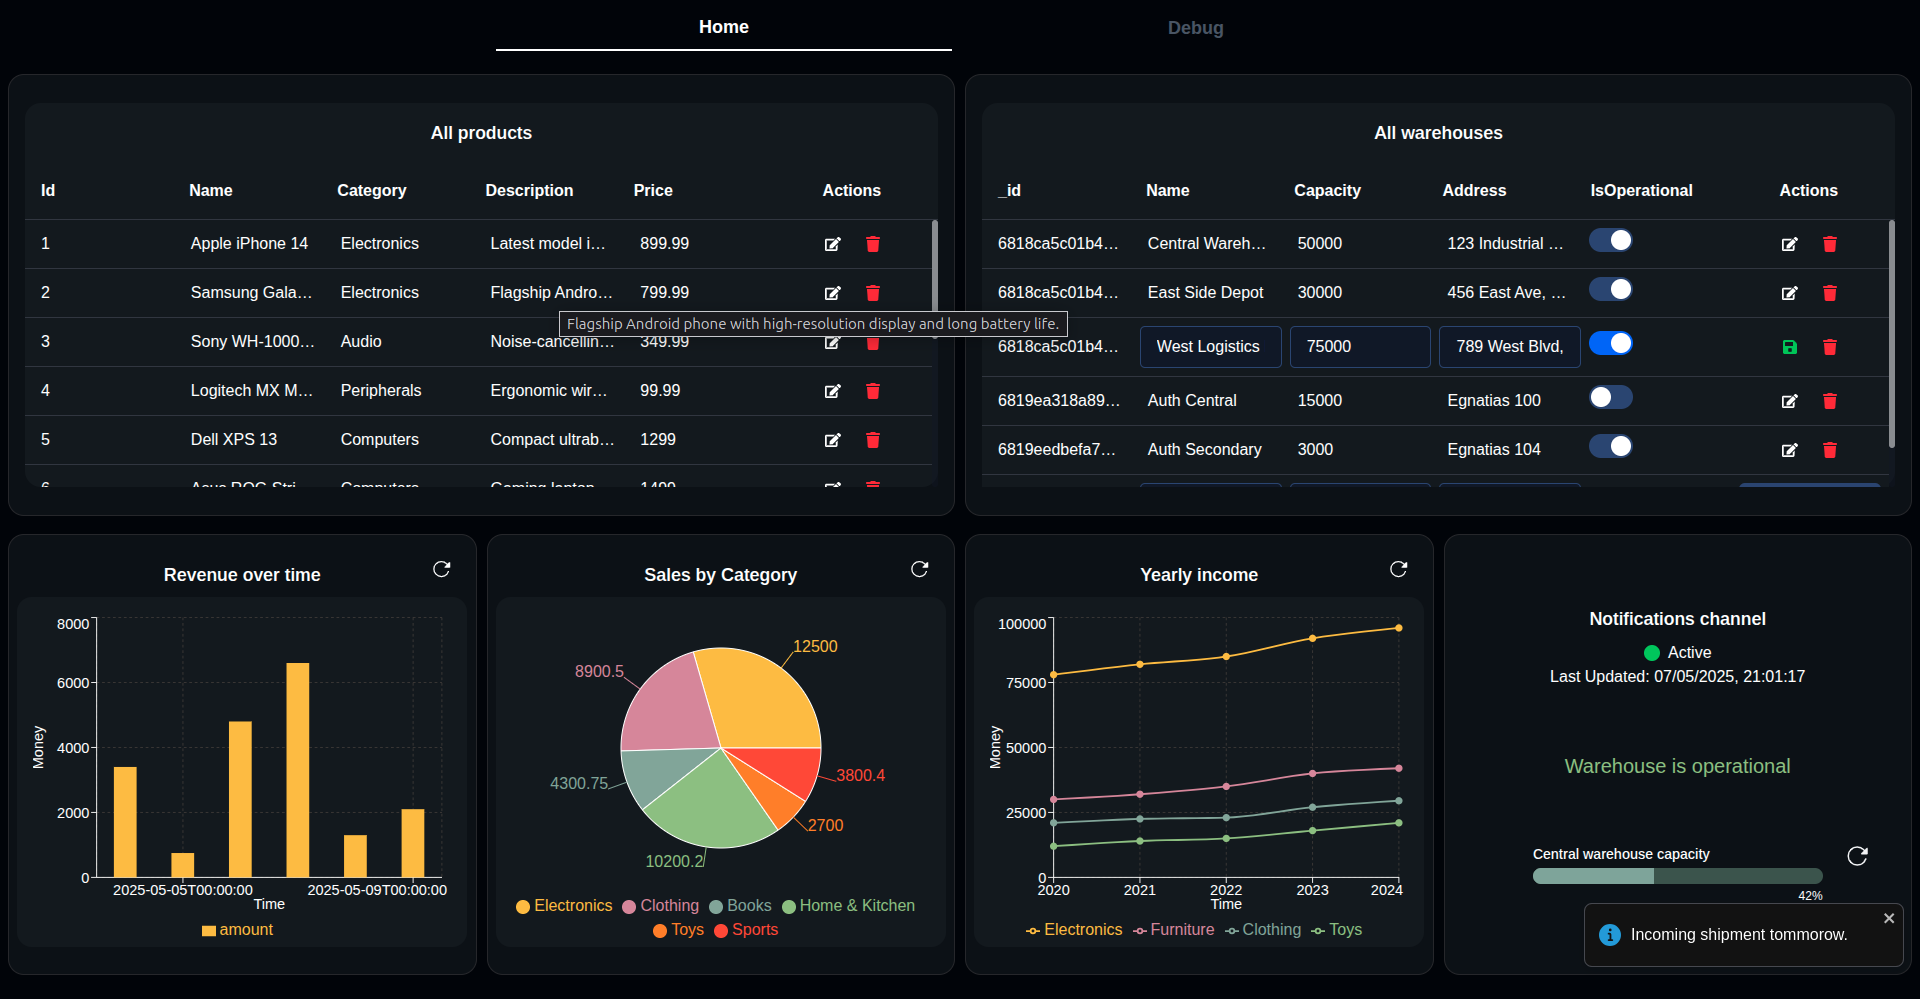 Home Debug
All products
Id Name Category Description Price Actions
1 Apple iPhone 14 Electronics Latest model i… 899.99
2 Samsung Gala… Electronics Flagship Andro… 799.99
Flagship Android phone with high-resolution display and long battery life.
3 Sony WH-1000… Audio Noise-cancellin… 349.99
4 Logitech MX M… Peripherals Ergonomic wir… 99.99
5 Dell XPS 13 Computers Compact ultrab… 1299
6 Asus ROG Stri… Computers Gaming laptop… 1499
All warehouses
_id Name Capacity Address IsOperational Actions
6818ca5c01b4… Central Wareh… 50000 123 Industrial …
6818ca5c01b4… East Side Depot 30000 456 East Ave, …
6818ca5c01b4… West Logistics 75000 789 West Blvd,
6819ea318a89… Auth Central 15000 Egnatias 100
6819eedbefa7… Auth Secondary 3000 Egnatias 104
Revenue over time
8000
6000
4000
2000
0
Money
2025-05-05T00:00:00 2025-05-09T00:00:00
Time
amount
Sales by Category
12500
8900.5
4300.75
3800.4
2700
10200.2
Electronics Clothing Books Home & Kitchen
Toys Sports
Yearly income
100000
75000
50000
25000
0
Money
2020 2021 2022 2023 2024
Time
Electronics Furniture Clothing Toys
Notifications channel
Active
Last Updated: 07/05/2025, 21:01:17
Warehouse is operational
Central warehouse capacity
42%
Incoming shipment tommorow.